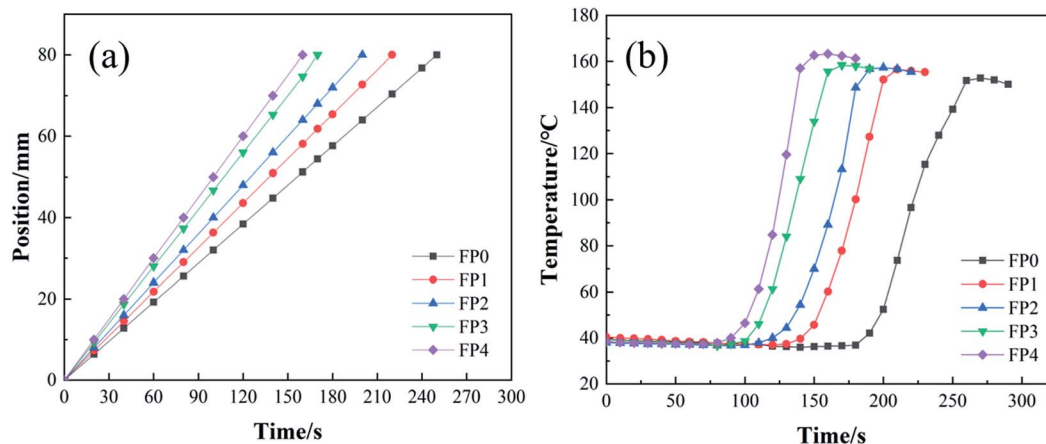 (a)
Position/mm
80
60
40
20
0
0 30 60 90 120 150 180 210 240 270 300
Time/s
FP0
FP1
FP2
FP3
FP4
(b)
Temperature/°C
180
160
140
120
100
80
60
40
20
0 50 100 150 200 250 300
Time/s
FP0
FP1
FP2
FP3
FP4